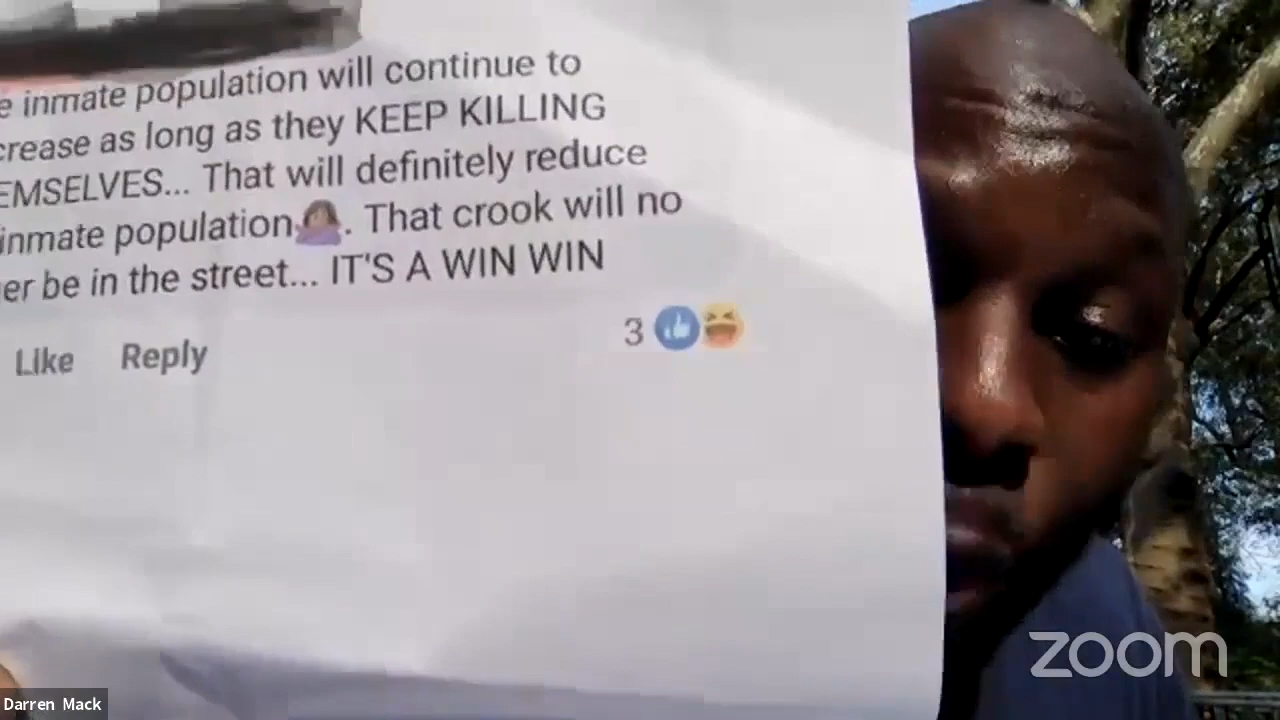 e inmate population will continue to
crease as long as they KEEP KILLING
EMSELVES... That will definitely reduce
inmate population🤷🏽‍♀️. That crook will no
er be in the street... IT'S A WIN WIN
Like Reply 3
Darren Mack
zoom